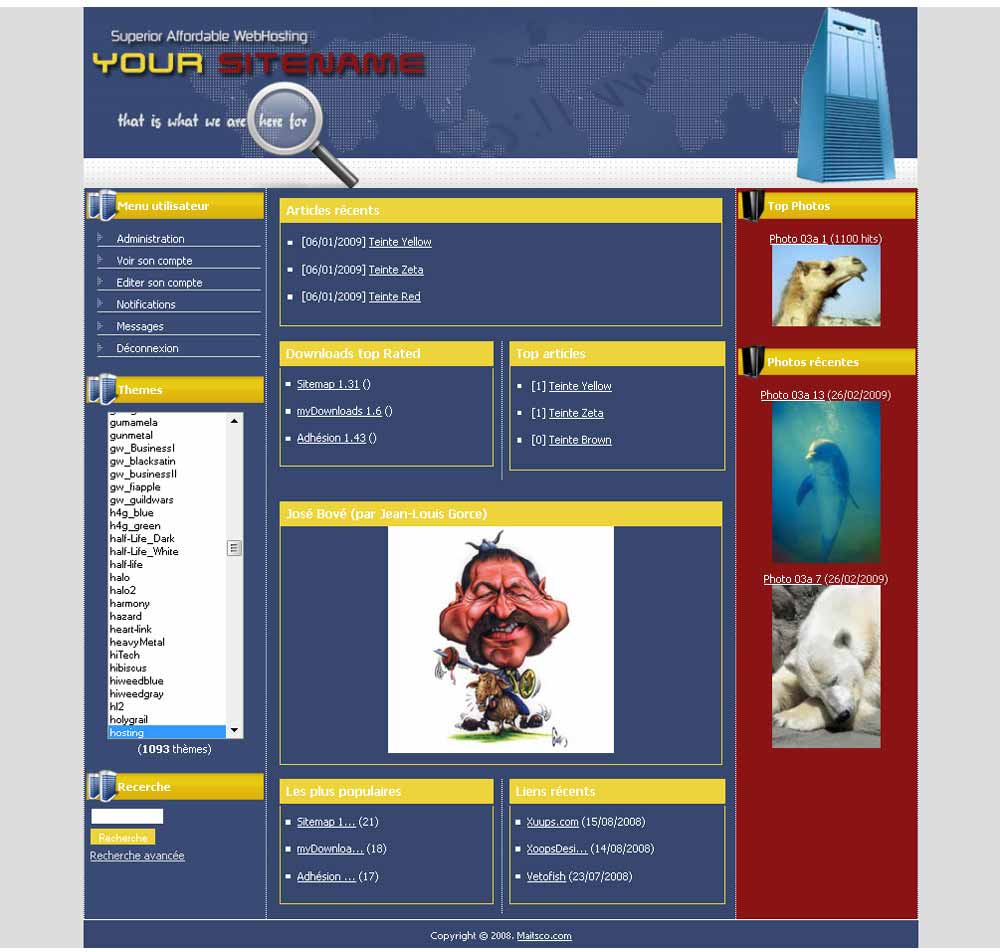 Superior Affordable WebHosting
YOUR SITENAME
that is what we are here for
Menu utilisateur
Administration
Voir son compte
Editer son compte
Notifications
Messages
Déconnexion
Themes
gumamela
gunmetal
gw_BusinessI
gw_blacksatin
gw_businessII
gw_fiapple
gw_guildwars
h4g_blue
h4g_green
half-Life_Dark
half-Life_White
half-life
halo
halo2
harmony
hazard
heart-link
heavyMetal
hiTech
hibiscus
hiweedblue
hiweedgray
hl2
holygrail
hosting
(1093 thèmes)
Recerche
Recherche
Recherche avancée
Articles récents
[06/01/2009] Teinte Yellow
[06/01/2009] Teinte Zeta
[06/01/2009] Teinte Red
Downloads top Rated
Sitemap 1.31 ()
myDownloads 1.6 ()
Adhésion 1.43 ()
Top articles
[1] Teinte Yellow
[1] Teinte Zeta
[0] Teinte Brown
José Bové (par Jean-Louis Gorce)
Les plus populaires
Sitemap 1... (21)
myDownloa... (18)
Adhésion ... (17)
Liens récents
Xuups.com (15/08/2008)
XoopsDesi... (14/08/2008)
Vetofish (23/07/2008)
Top Photos
Photo 03a 1 (1100 hits)
Photos récentes
Photo 03a 13 (26/02/2009)
Photo 03a 7 (26/02/2009)
Copyright © 2008. Maitsco.com